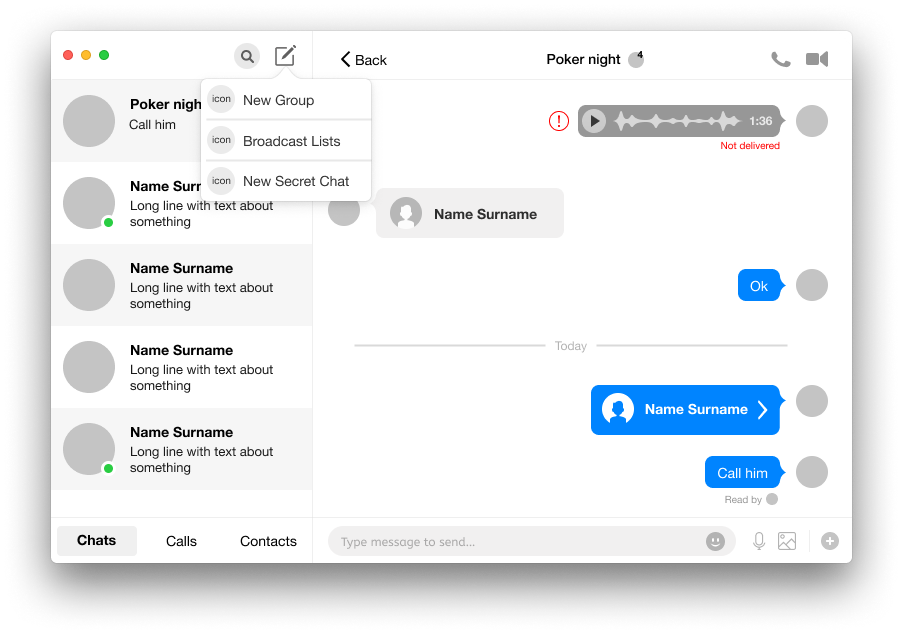 Back
Poker night 4
Poker nigh
Call him
icon New Group
icon Broadcast Lists
icon New Secret Chat
Name Surn
Long line with text about
something
Name Surname
Long line with text about
something
Name Surname
Long line with text about
something
Name Surname
Long line with text about
something
Chats
Calls
Contacts
! 1:36
Not delivered
Name Surname
Ok
Today
Name Surname
Call him
Read by
Type message to send...